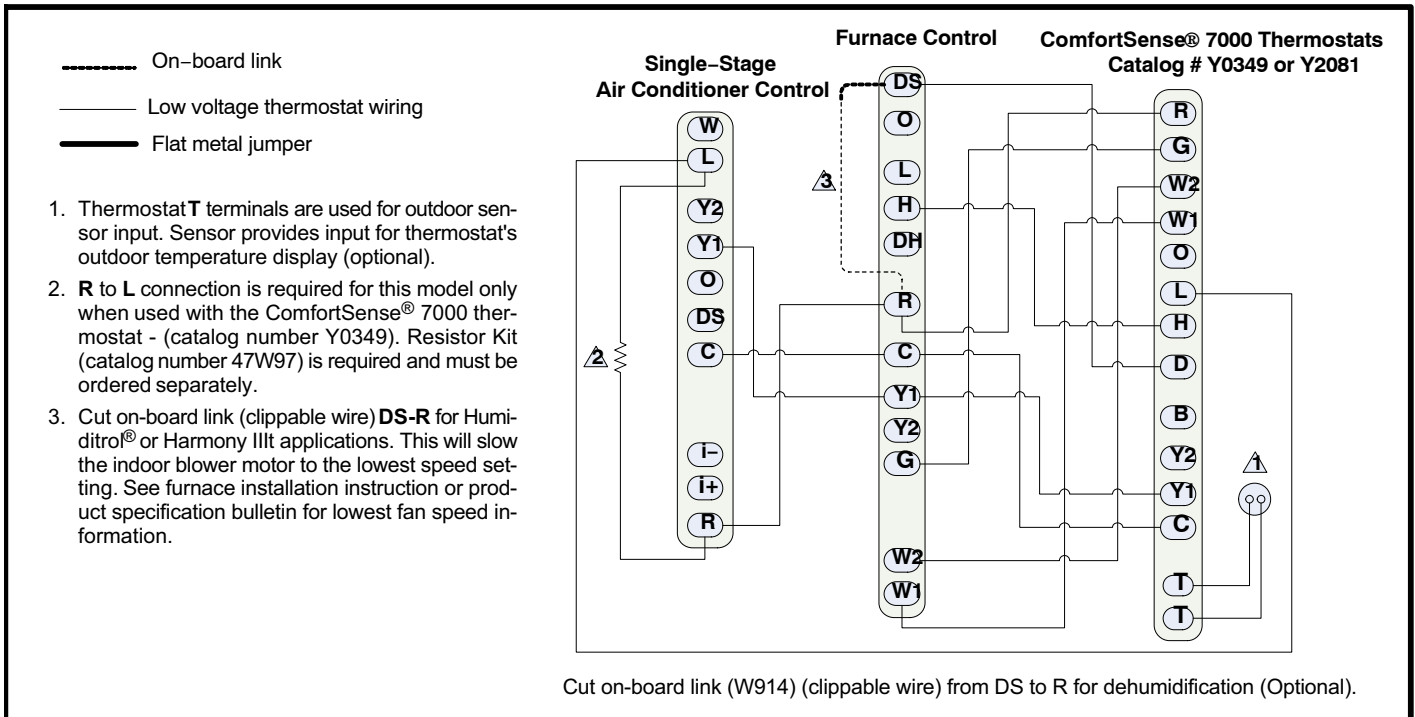 On–board link
Low voltage thermostat wiring
Flat metal jumper
1. Thermostat T terminals are used for outdoor sen-
sor input. Sensor provides input for thermostat's
outdoor temperature display (optional).
2. R to L connection is required for this model only
when used with the ComfortSense® 7000 ther-
mostat - (catalog number Y0349). Resistor Kit
(catalog number 47W97) is required and must be
ordered separately.
3. Cut on-board link (clippable wire) DS-R for Humi-
ditrol® or Harmony IIIt applications. This will slow
the indoor blower motor to the lowest speed set-
ting. See furnace installation instruction or prod-
uct specification bulletin for lowest fan speed in-
formation.
Single–Stage
Air Conditioner Control
W
L
Y2
Y1
O
DS
C
i–
i+
R
2
Furnace Control
DS
O
L
H
DH
R
C
Y1
Y2
G
W2
W1
3
ComfortSense® 7000 Thermostats
Catalog # Y0349 or Y2081
R
G
W2
W1
O
L
H
D
B
Y2
Y1
C
T
T
1
Cut on-board link (W914) (clippable wire) from DS to R for dehumidification (Optional).